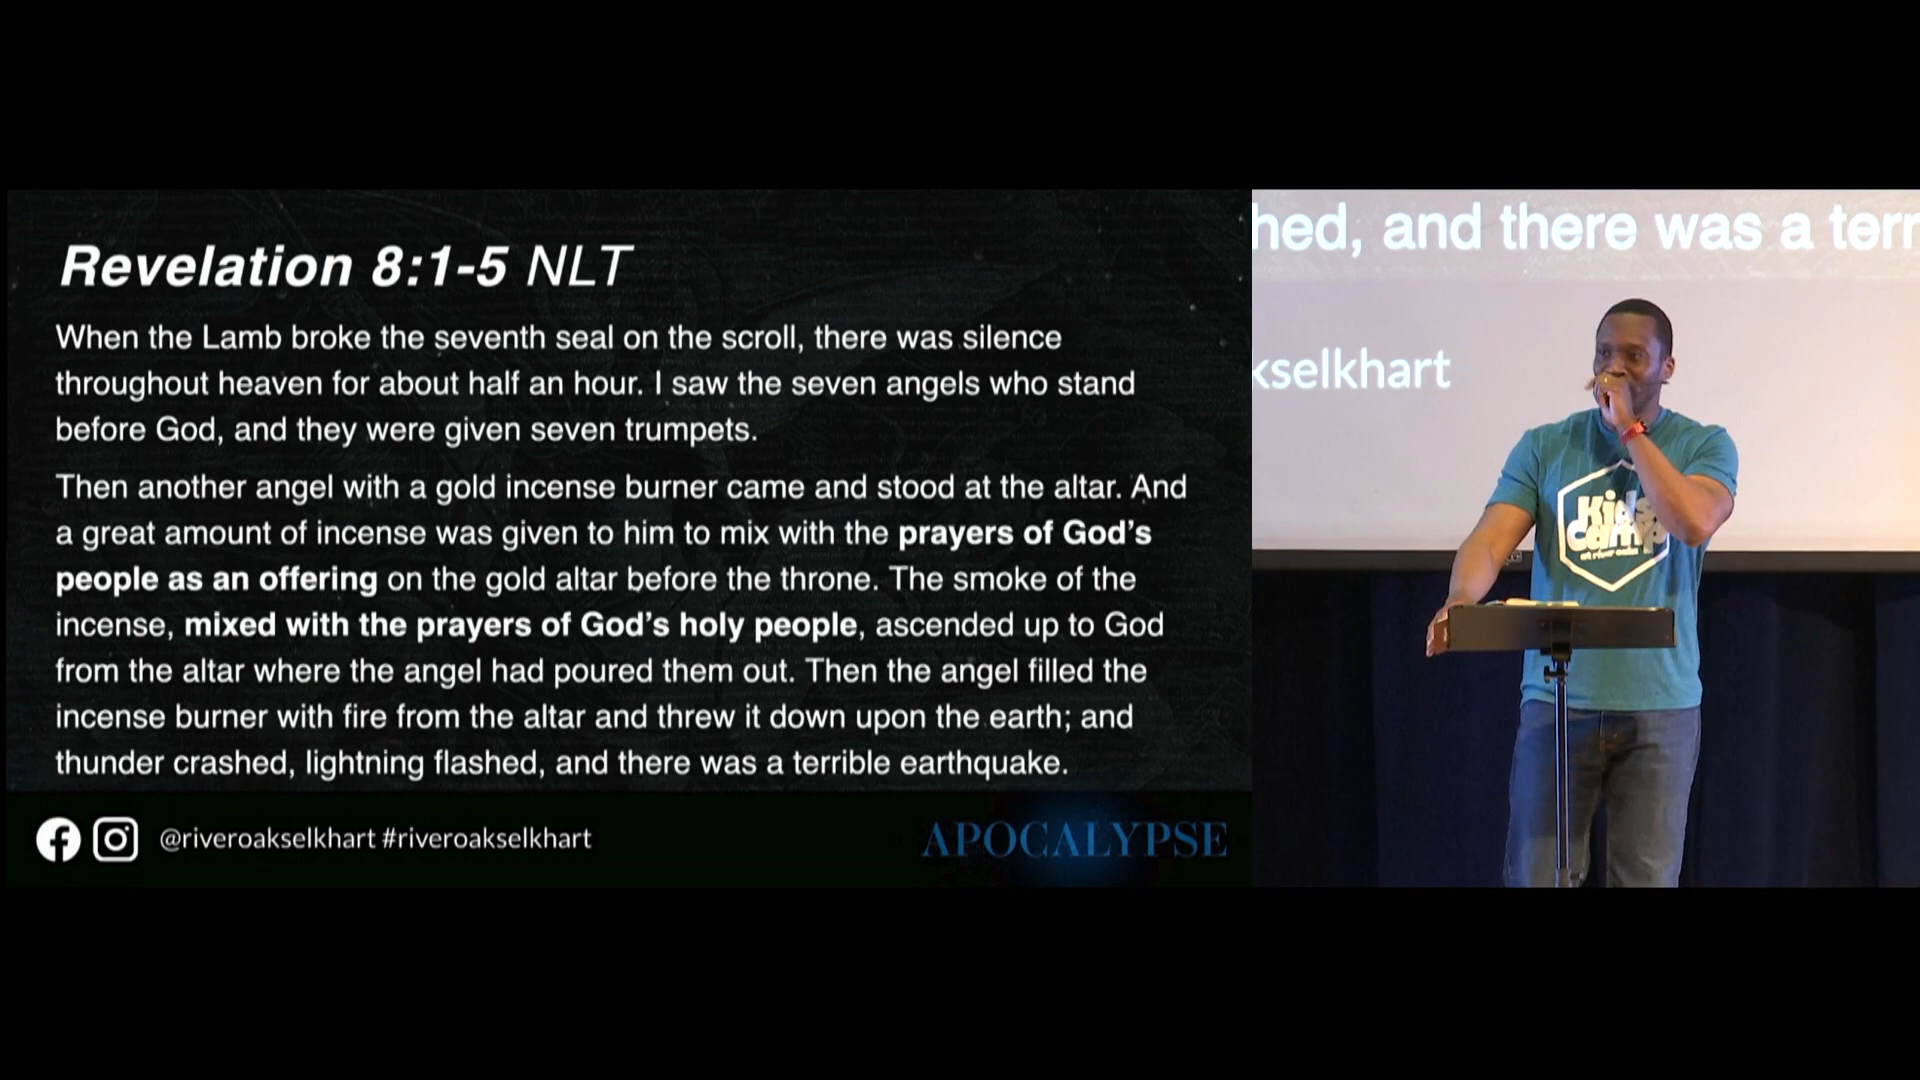 Revelation 8:1-5 NLT
When the Lamb broke the seventh seal on the scroll, there was silence
throughout heaven for about half an hour. I saw the seven angels who stand
before God, and they were given seven trumpets.
Then another angel with a gold incense burner came and stood at the altar. And
a great amount of incense was given to him to mix with the prayers of God’s
people as an offering on the gold altar before the throne. The smoke of the
incense, mixed with the prayers of God’s holy people, ascended up to God
from the altar where the angel had poured them out. Then the angel filled the
incense burner with fire from the altar and threw it down upon the earth; and
thunder crashed, lightning flashed, and there was a terrible earthquake.
@riveroakselkhart #riveroakselkhart
APOCALYPSE
hed, and there was a terr
kselkhart
Kids
Camp
at river oaks